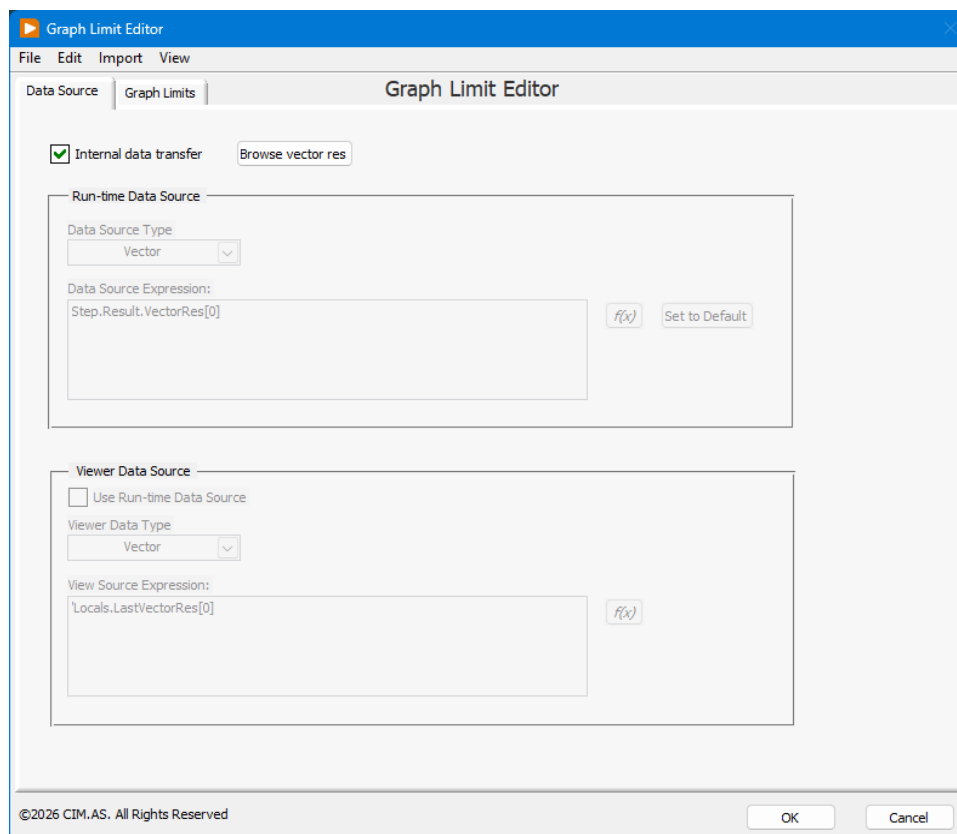 Graph Limit Editor
File Edit Import View
Data Source Graph Limits Graph Limit Editor
Internal data transfer Browse vector res
Run-time Data Source
Data Source Type
Vector
Data Source Expression:
Step.Result.VectorRes[0]
f(x) Set to Default
Viewer Data Source
Use Run-time Data Source
Viewer Data Type
Vector
View Source Expression:
'Locals.LastVectorRes[0]
f(x)
©2026 CIM.AS. All Rights Reserved OK Cancel